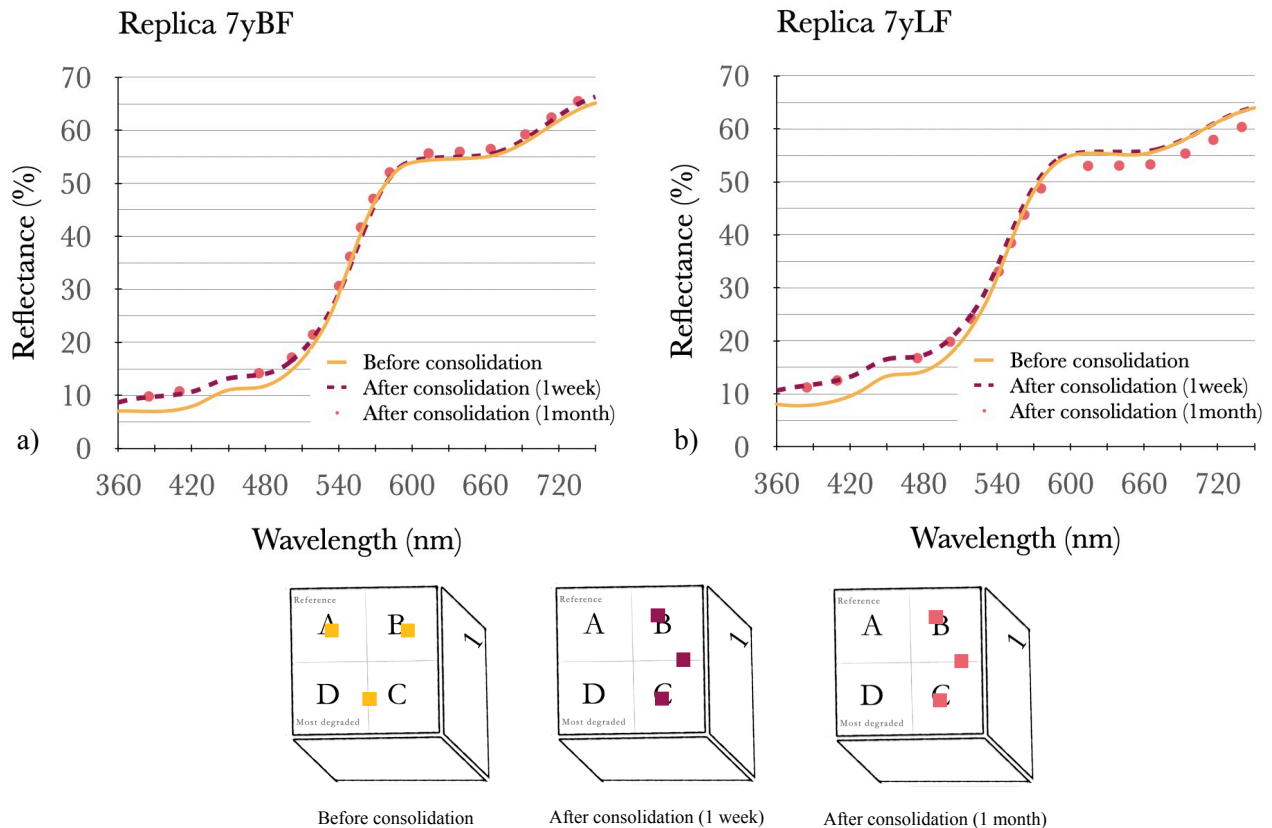 Replica 7yBF
Reflectance (%)
70
60
50
40
30
20
10
0
360 420 480 540 600 660 720
Wavelength (nm)
Before consolidation
After consolidation (1week)
After consolidation (1month)
a)
Replica 7yLF
Reflectance (%)
70
60
50
40
30
20
10
0
360 420 480 540 600 660 720
Wavelength (nm)
Before consolidation
After consolidation (1week)
After consolidation (1month)
b)
Reference
A B
D C
Most degraded
1
Before consolidation
Reference
A B
D C
Most degraded
1
After consolidation (1 week)
Reference
A B
D C
Most degraded
1
After consolidation (1 month)